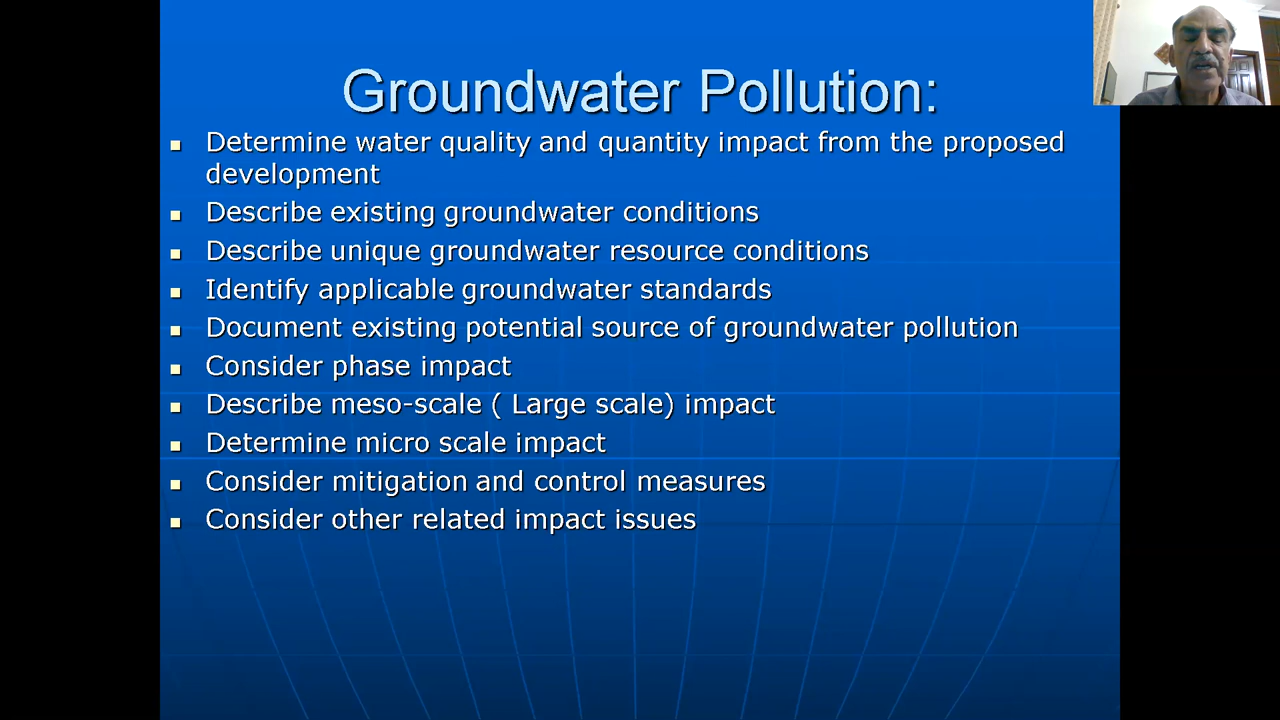 Groundwater Pollution:
Determine water quality and quantity impact from the proposed
development
Describe existing groundwater conditions
Describe unique groundwater resource conditions
Identify applicable groundwater standards
Document existing potential source of groundwater pollution
Consider phase impact
Describe meso-scale ( Large scale) impact
Determine micro scale impact
Consider mitigation and control measures
Consider other related impact issues